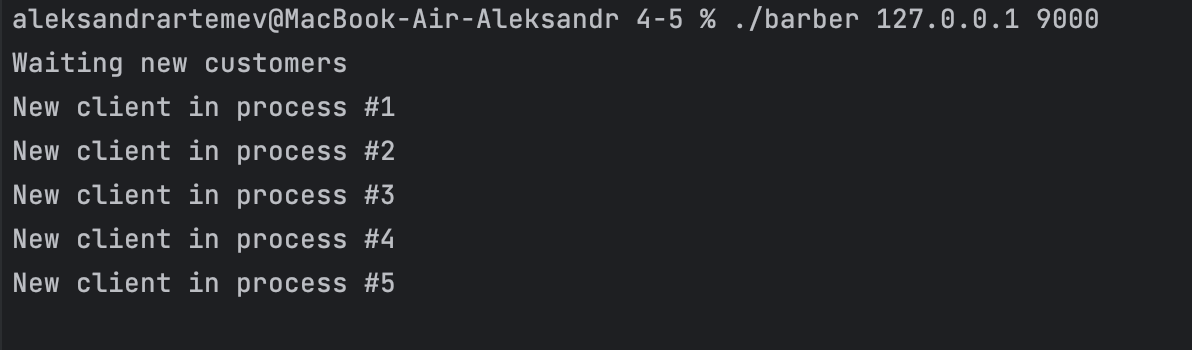 aleksandrartemev@MacBook-Air-Aleksandr 4-5 % ./barber 127.0.0.1 9000
Waiting new customers
New client in process #1
New client in process #2
New client in process #3
New client in process #4
New client in process #5